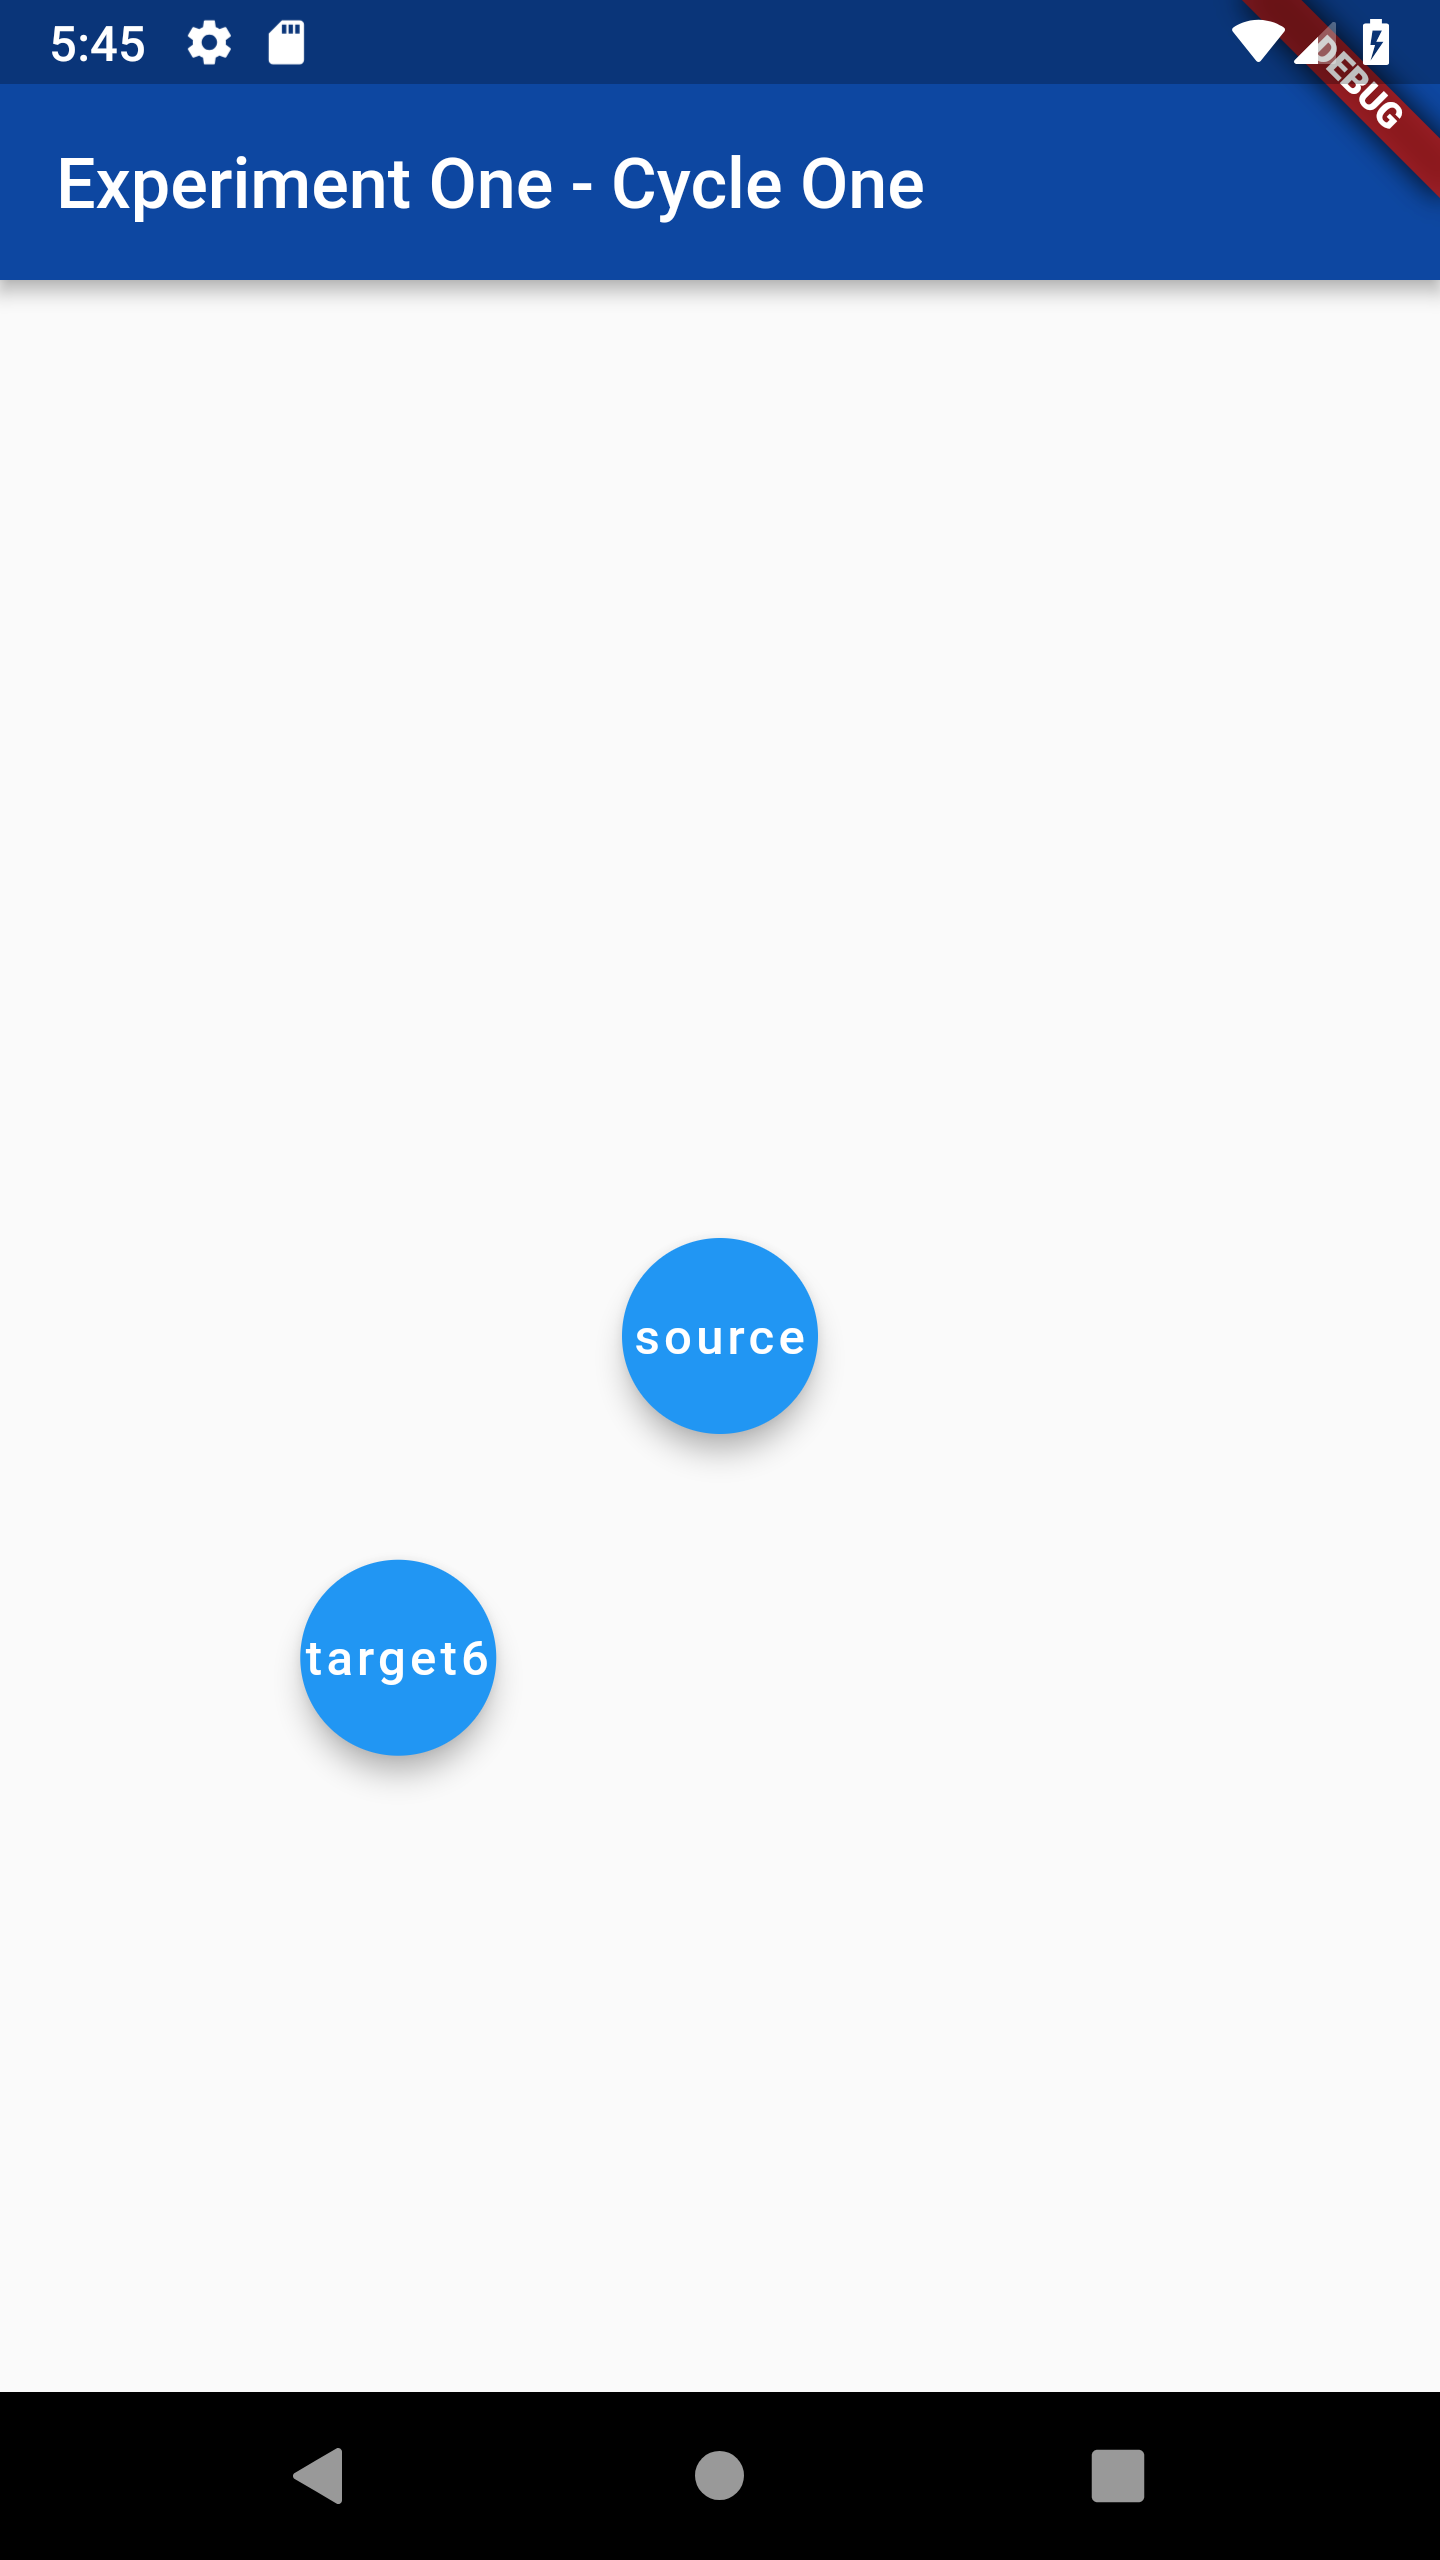 5:45
DEBUG
Experiment One - Cycle One
source
target6